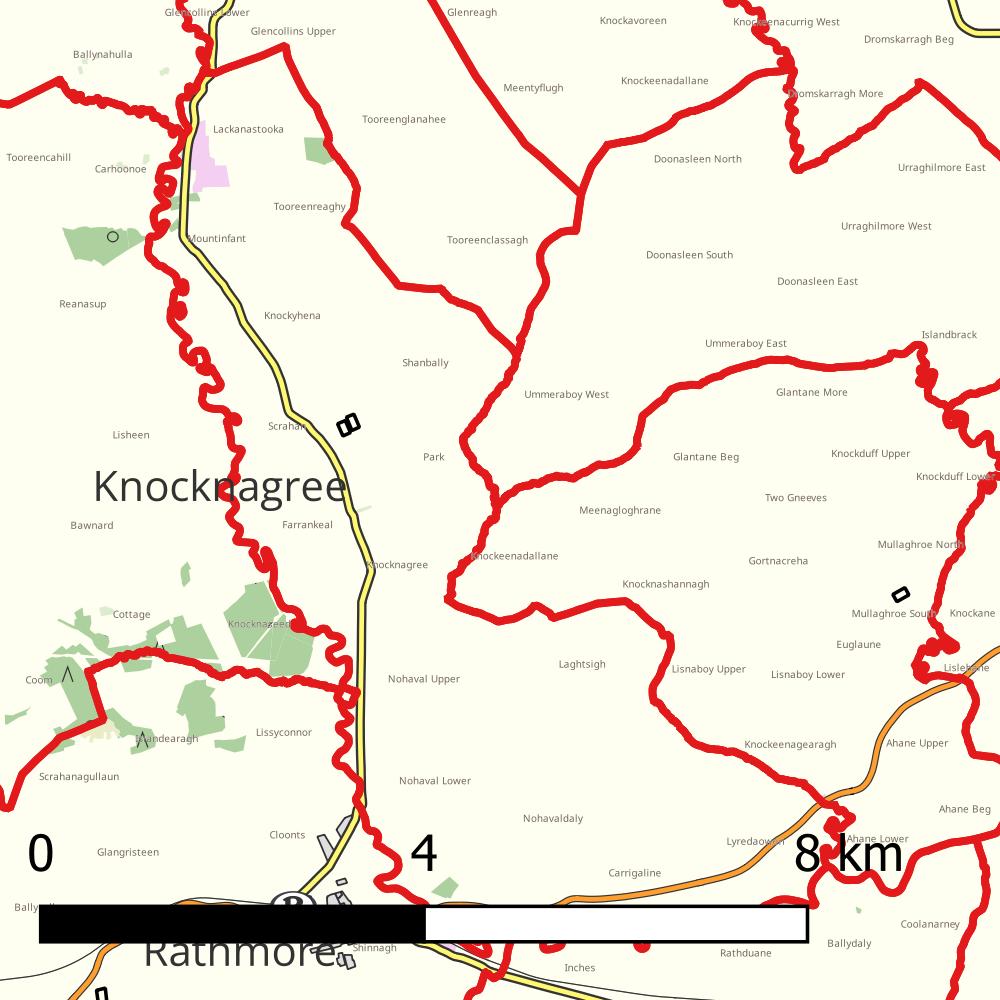 Glencollins Lower
Glenreagh
Knockavoreen
Knockeenacurrig West
Glencollins Upper
Dromskarragh Beg
Ballynahulla
Knockeenadallane
Meentyflugh
Dromskarragh More
Tooreenglanahee
Lackanastooka
Tooreencahill
Doonasleen North
Carhoonoe
Urraghilmore East
Tooreenreaghy
Urraghilmore West
Mountinfant
Tooreenclassagh
Doonasleen South
Doonasleen East
Reanasup
Knockyhena
Islandbrack
Ummeraboy East
Shanbally
Glantane More
Ummeraboy West
Scrahan
Lisheen
Knockduff Upper
Park
Glantane Beg
Knockduff Lower
Knocknagree
Two Gneeves
Meenagloghrane
Bawnard
Farrankeal
Mullaghroe North
Knockeenadallane
Gortnacreha
Knocknagree
Knocknashannagh
Cottage
Mullaghroe South
Knockane
Knocknaseed
Euglaune
Laghtsigh
Lisnaboy Upper
Lislehane
Lisnaboy Lower
Coom
Nohaval Upper
Lissyconnor
Islandearagh
Knockeenagearagh
Ahane Upper
Scrahanagullaun
Nohaval Lower
Ahane Beg
Nohavaldaly
Cloonts
Ahane Lower
Lyredaowen
0 4 8 km
Glangristeen
Carrigaline
Coolanarney
Rathmore
Shinnagh
Ballydaly
Rathduane
Inches